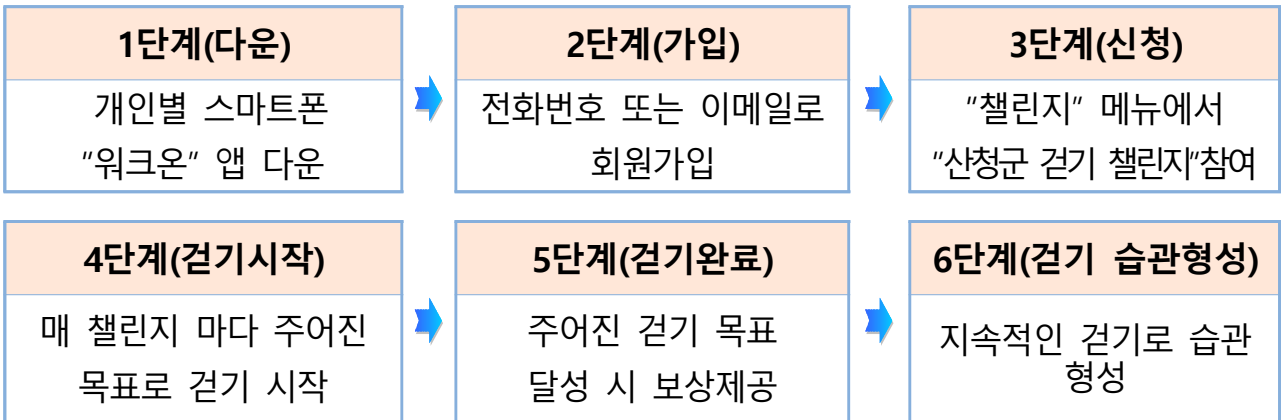 1단계(다운)
개인별 스마트폰
"워크온" 앱 다운
2단계(가입)
전화번호 또는 이메일로
회원가입
3단계(신청)
"챌린지" 메뉴에서
"산청군 걷기 챌린지"참여
4단계(걷기시작)
매 챌린지 마다 주어진
목표로 걷기 시작
5단계(걷기완료)
주어진 걷기 목표
달성 시 보상제공
6단계(걷기 습관형성)
지속적인 걷기로 습관
형성